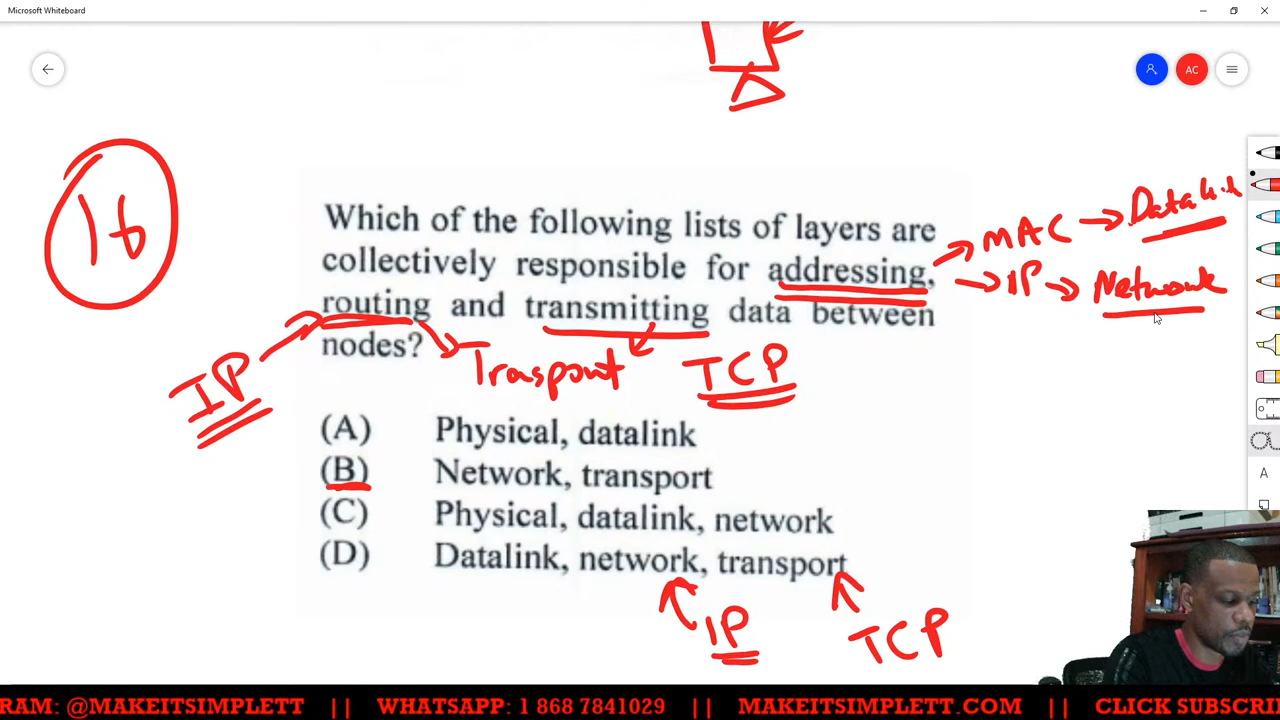 Microsoft Whiteboard
AC
16
Which of the following lists of layers are
collectively responsible for addressing,
routing and transmitting data between
nodes?
MAC → Datalink
→ IP → Network
IP
Trasport
TCP
(A) Physical, datalink
(B) Network, transport
(C) Physical, datalink, network
(D) Datalink, network, transport
IP
TCP
A
RAM: @MAKEITSIMPLETT || WHATSAPP: 1 868 7841029 || MAKEITSIMPLETT.COM || CLICK SUBSCRI